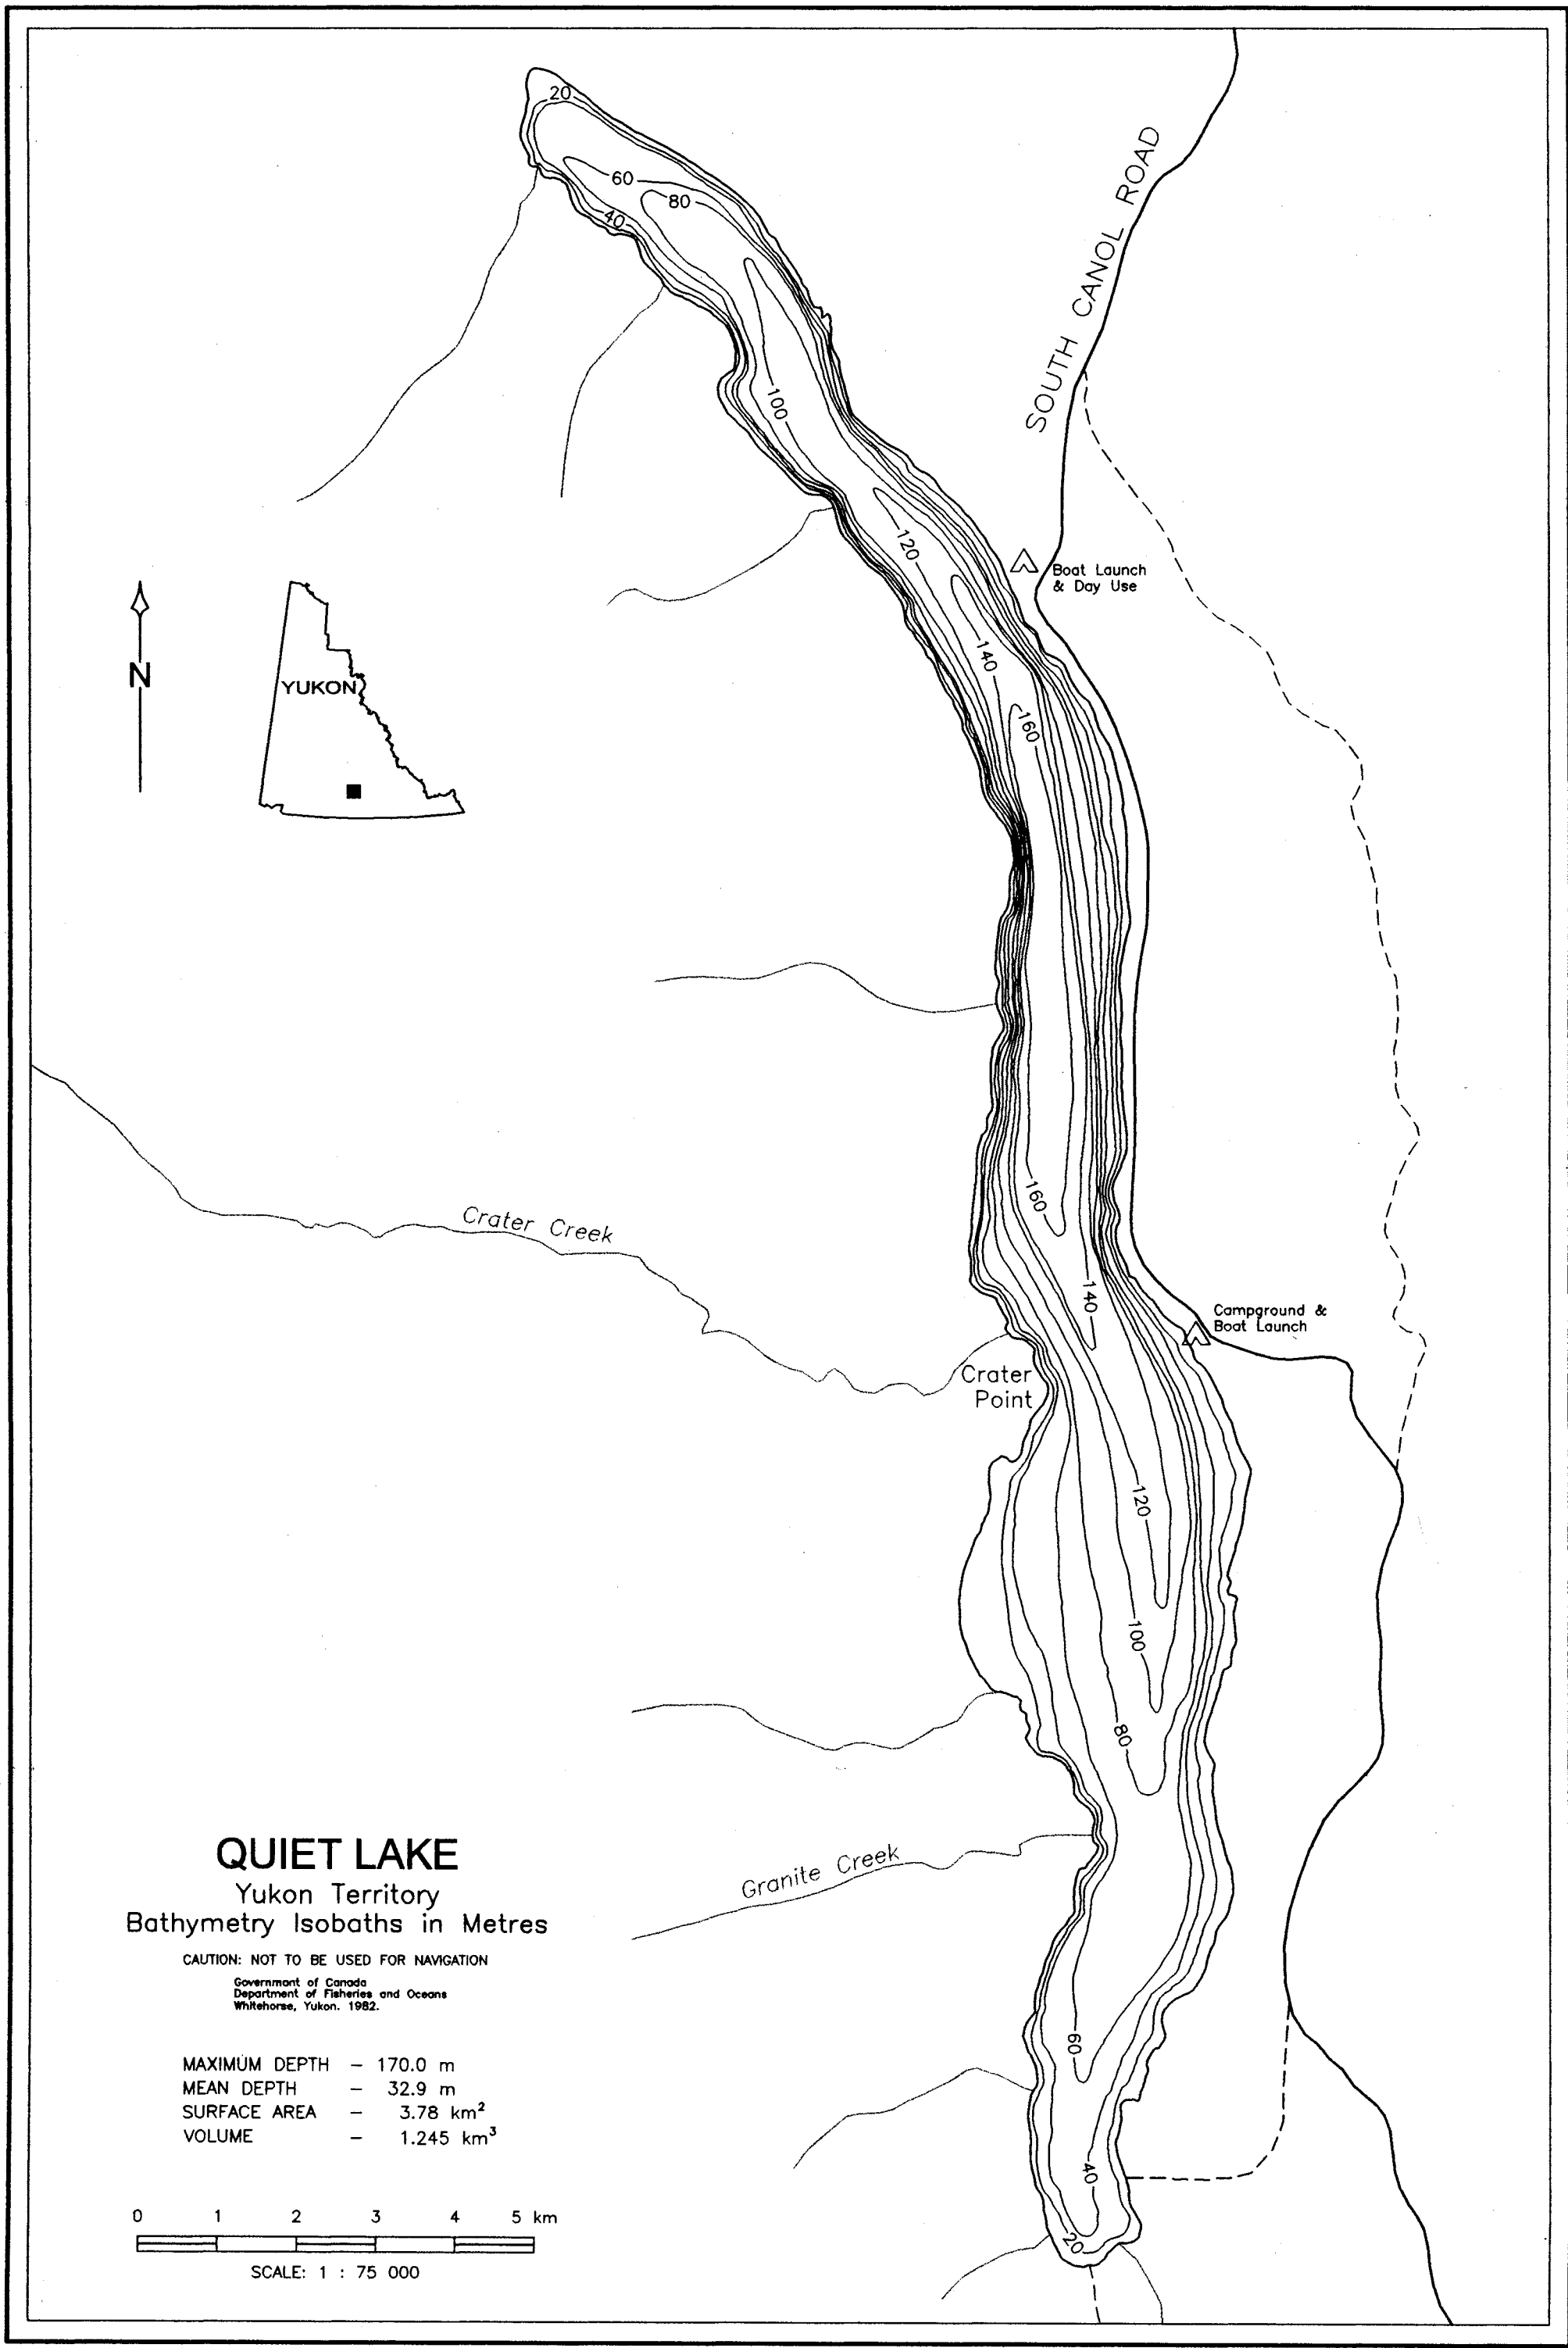 20
60
80
40
100
120
140
160
SOUTH CANOL ROAD
Boat Launch
& Day Use
N
YUKON
Crater Creek
160
140
Campground &
Boat Launch
Crater
Point
120
100
80
Granite Creek
60
40
20
QUIET LAKE
Yukon Territory
Bathymetry Isobaths in Metres
CAUTION: NOT TO BE USED FOR NAVIGATION
Government of Canada
Department of Fisheries and Oceans
Whitehorse, Yukon. 1982.
MAXIMUM DEPTH – 170.0 m
MEAN DEPTH – 32.9 m
SURFACE AREA – 3.78 km²
VOLUME – 1.245 km³
0 1 2 3 4 5 km
SCALE: 1 : 75 000